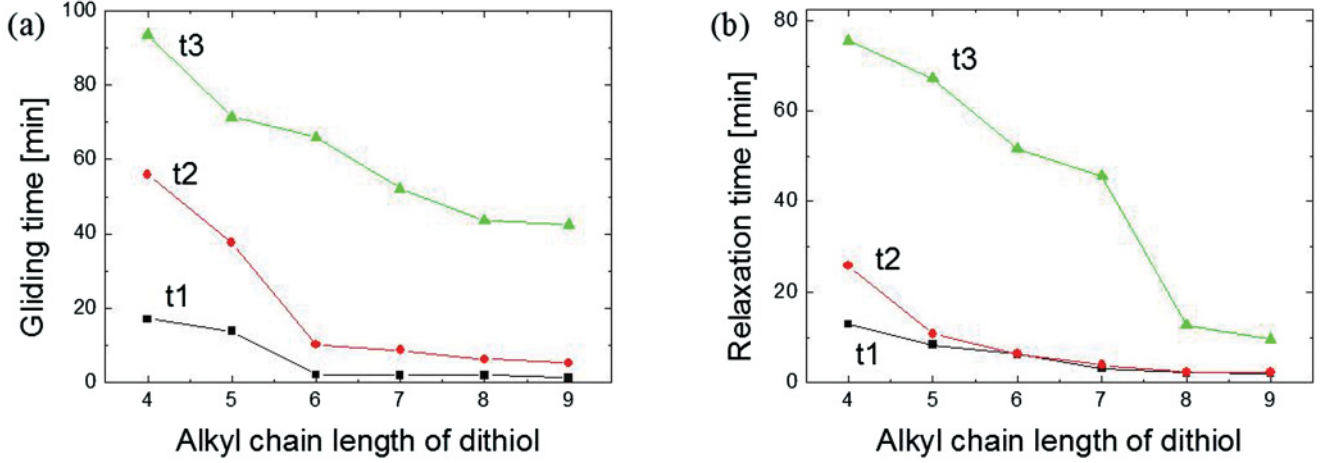 (a)
100
80
60
40
20
0
Gliding time [min]
t3
t2
t1
4 5 6 7 8 9
Alkyl chain length of dithiol
(b)
80
60
40
20
0
Relaxation time [min]
t3
t2
t1
4 5 6 7 8 9
Alkyl chain length of dithiol